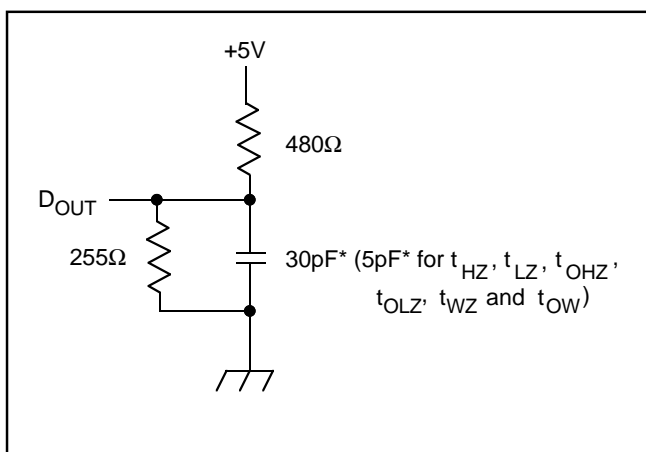 +5V
480Ω
DOUT
255Ω
30pF* (5pF* for tHZ, tLZ, tOHZ,
tOLZ, tWZ and tOW)